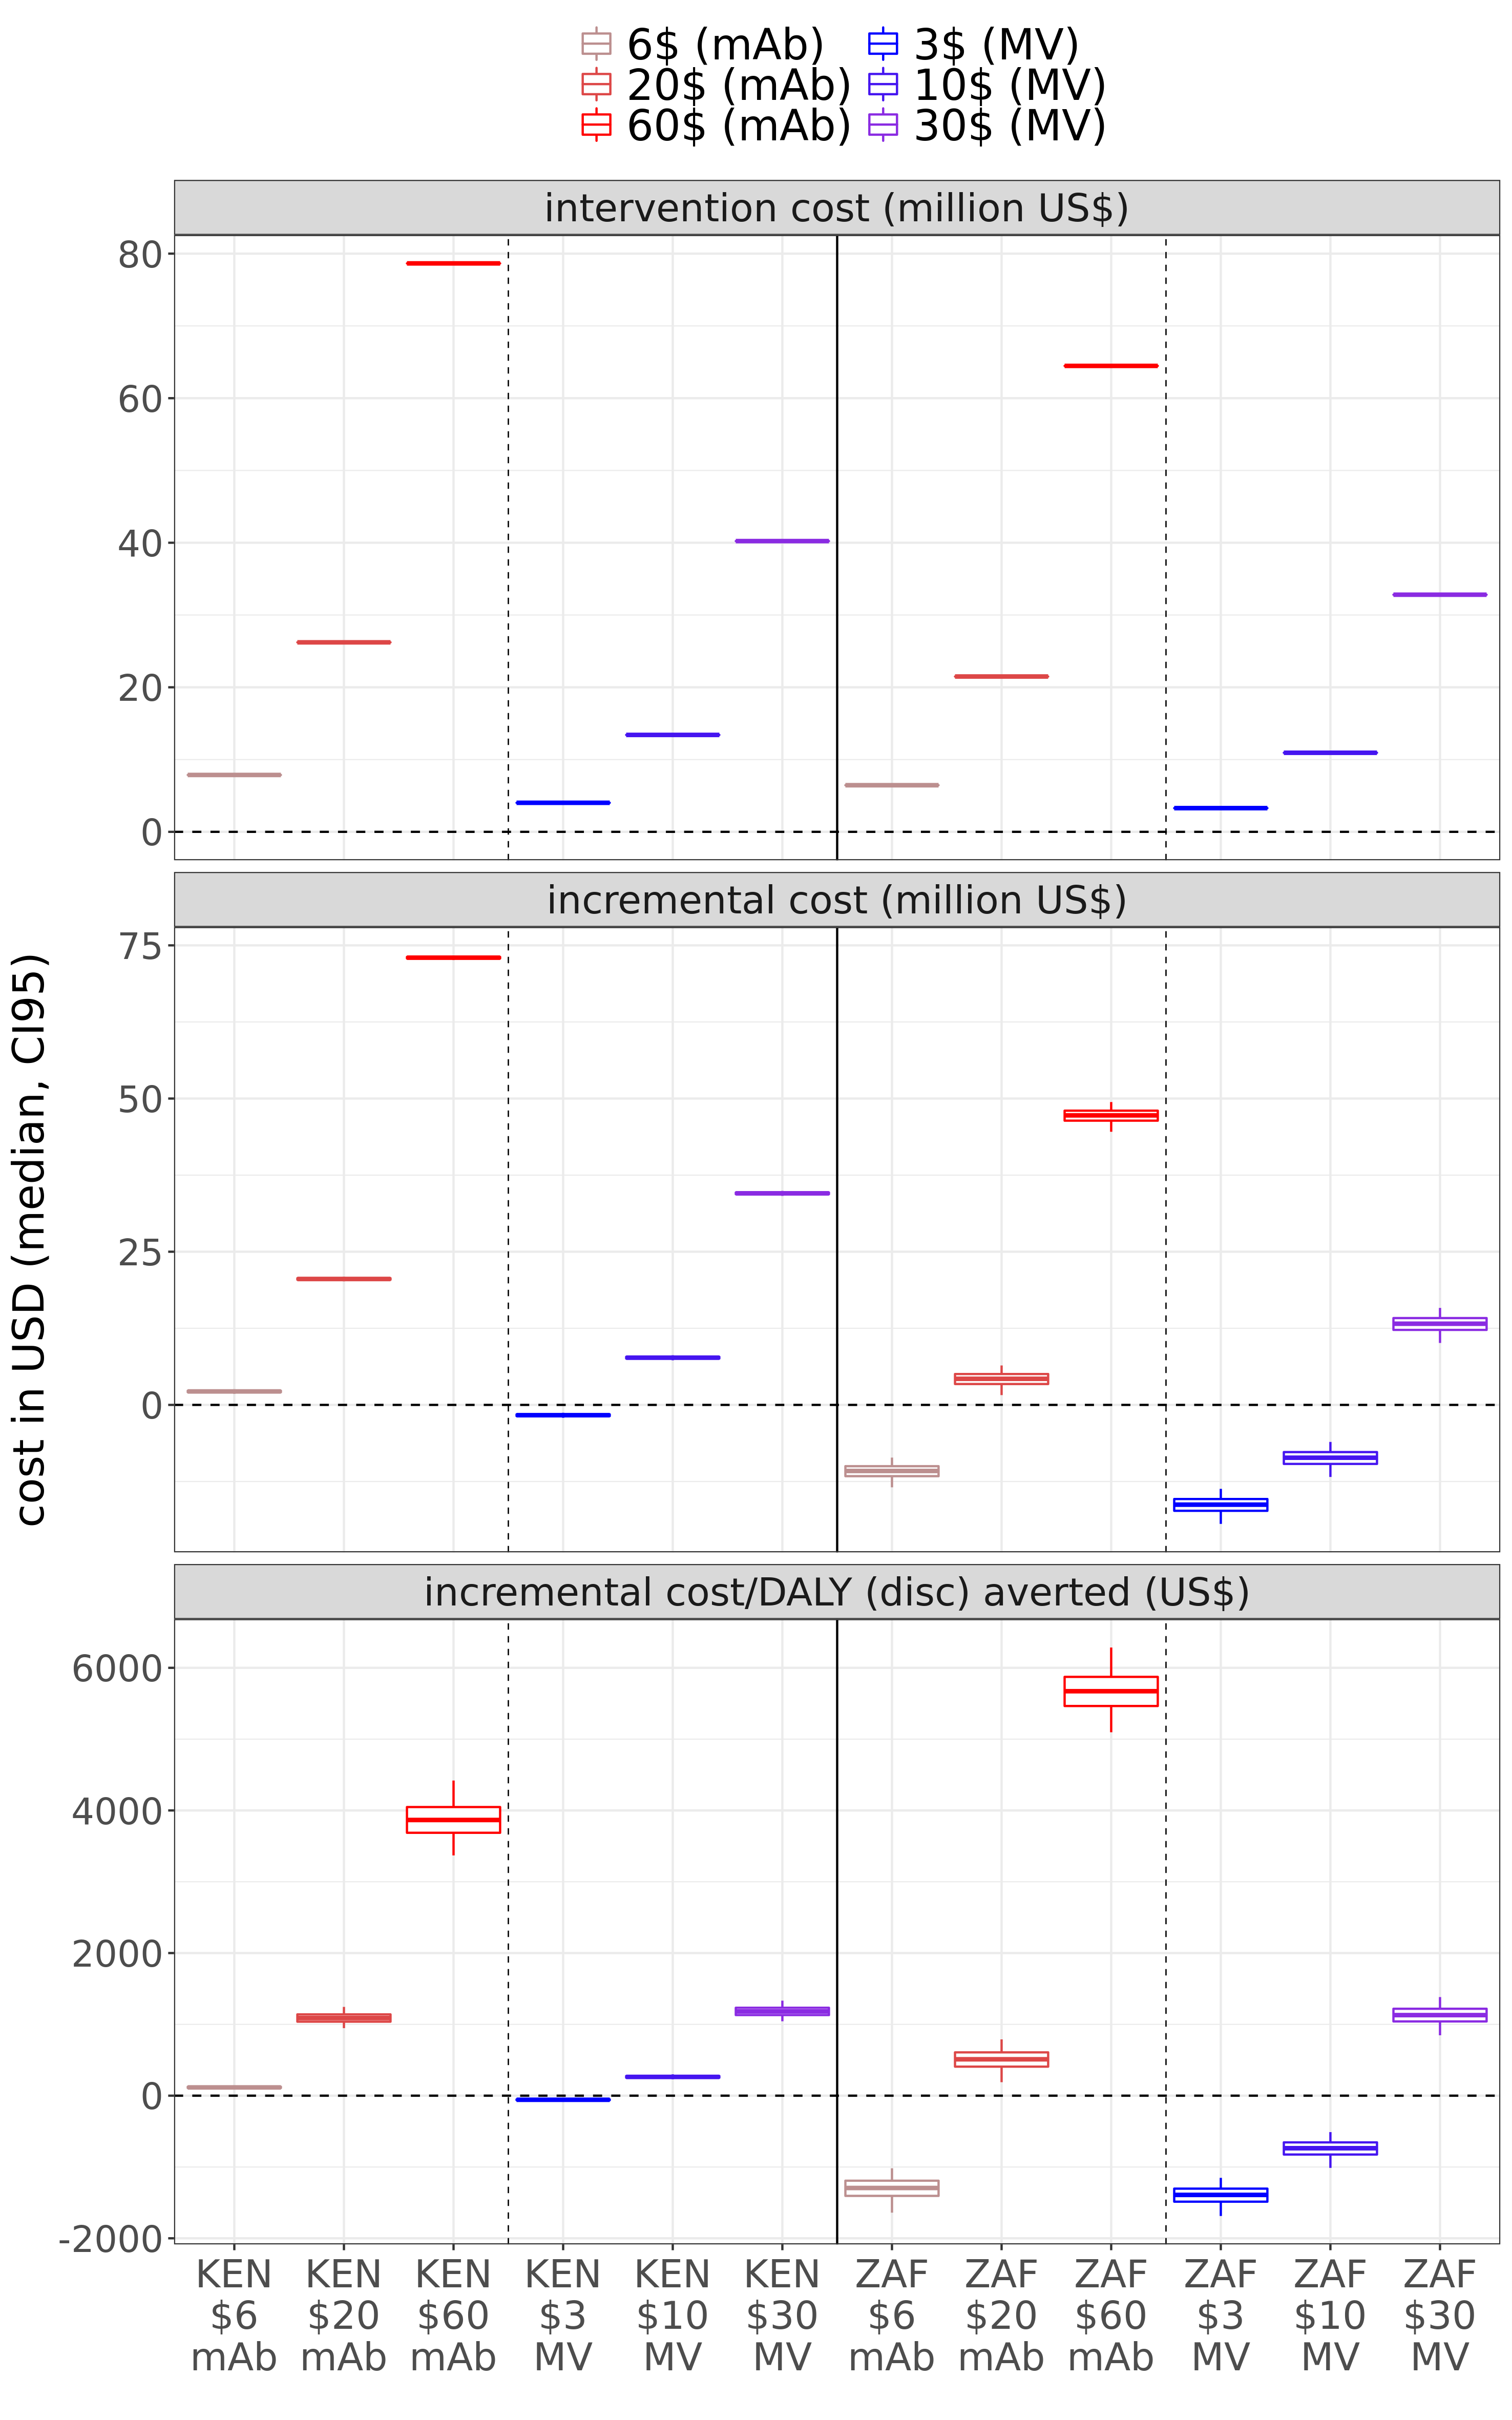 6$ (mAb) 3$ (MV)
20$ (mAb) 10$ (MV)
60$ (mAb) 30$ (MV)
intervention cost (million US$)
80
60
40
20
0
incremental cost (million US$)
75
50
25
0
incremental cost/DALY (disc) averted (US$)
6000
4000
2000
0
-2000
cost in USD (median, CI95)
KEN KEN KEN KEN KEN KEN ZAF ZAF ZAF ZAF ZAF ZAF
$6 $20 $60 $3 $10 $30 $6 $20 $60 $3 $10 $30
mAb mAb mAb MV MV MV mAb mAb mAb MV MV MV